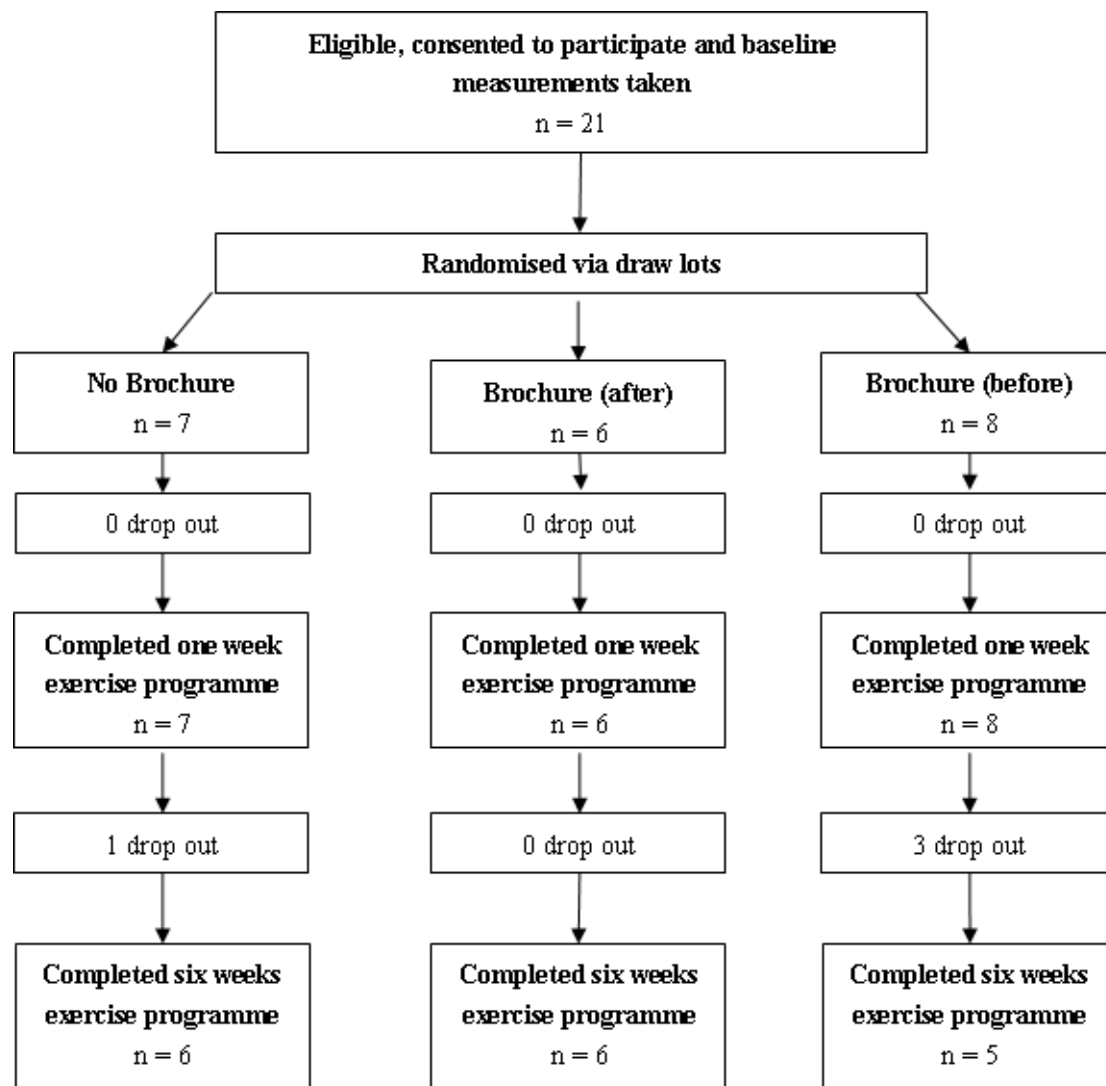 Eligible, consented to participate and baseline
measurements taken
n = 21
Randomised via draw lots
No Brochure
n = 7
Brochure (after)
n = 6
Brochure (before)
n = 8
0 drop out
0 drop out
0 drop out
Completed one week
exercise programme
n = 7
Completed one week
exercise programme
n = 6
Completed one week
exercise programme
n = 8
1 drop out
0 drop out
3 drop out
Completed six weeks
exercise programme
n = 6
Completed six weeks
exercise programme
n = 6
Completed six weeks
exercise programme
n = 5